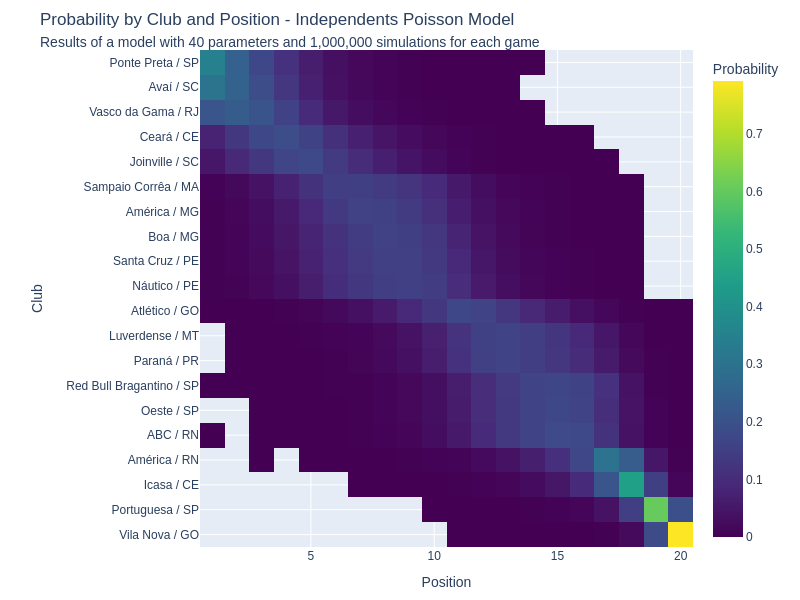 Probability by Club and Position - Independents Poisson Model
Results of a model with 40 parameters and 1,000,000 simulations for each game
Probability
Ponte Preta / SP
Avaí / SC
Vasco da Gama / RJ
Ceará / CE
Joinville / SC
Sampaio Corrêa / MA
América / MG
Boa / MG
Santa Cruz / PE
Náutico / PE
Atlético / GO
Luverdense / MT
Paraná / PR
Red Bull Bragantino / SP
Oeste / SP
ABC / RN
América / RN
Icasa / CE
Portuguesa / SP
Vila Nova / GO
Club
5 10 15 20
Position
0.7
0.6
0.5
0.4
0.3
0.2
0.1
0